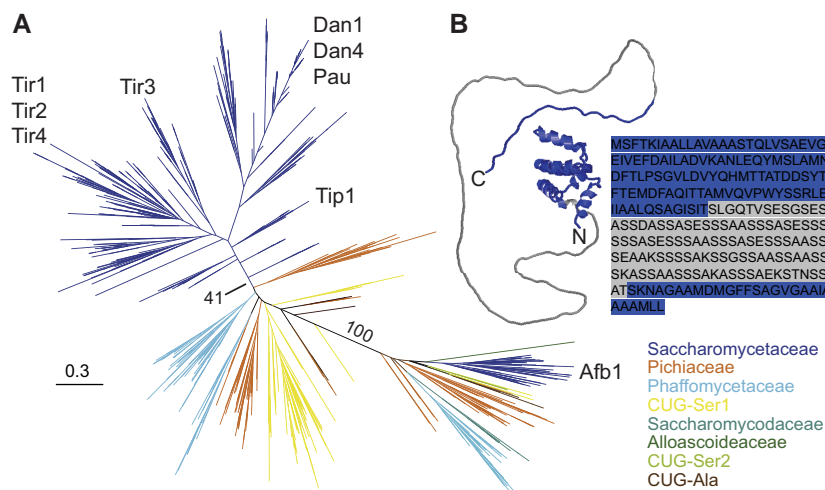 A
B
Dan1
Dan4
Pau
Tir1
Tir2
Tir4
Tir3
Tip1
41
100
0.3
Afb1
C
N
MSFTKIAALLAVAAASTQLVSAEVG
EIVEFDAILADVKANLEQYMSLAMN
DFTLPSGVLDVYQHMTTATDDSYT
FTEMDFAQITTAMVQVPWYSSRLE
IIAALQSAGISITSLGQTVSESGSES
ASSDASSASESSSAASSSASESSS
SSSASESSSAASSSASESSSAASS
SEAAKSSSSAKSSGSSAASSAASS
SKASSAASSSAKASSSAEKSTNSS
ATSKNAGAAMDMGFFSAGVGAAIA
AAAMLL
Saccharomycetaceae
Pichiaceae
Phaffomycetaceae
CUG-Ser1
Saccharomycodaceae
Alloascoideaceae
CUG-Ser2
CUG-Ala